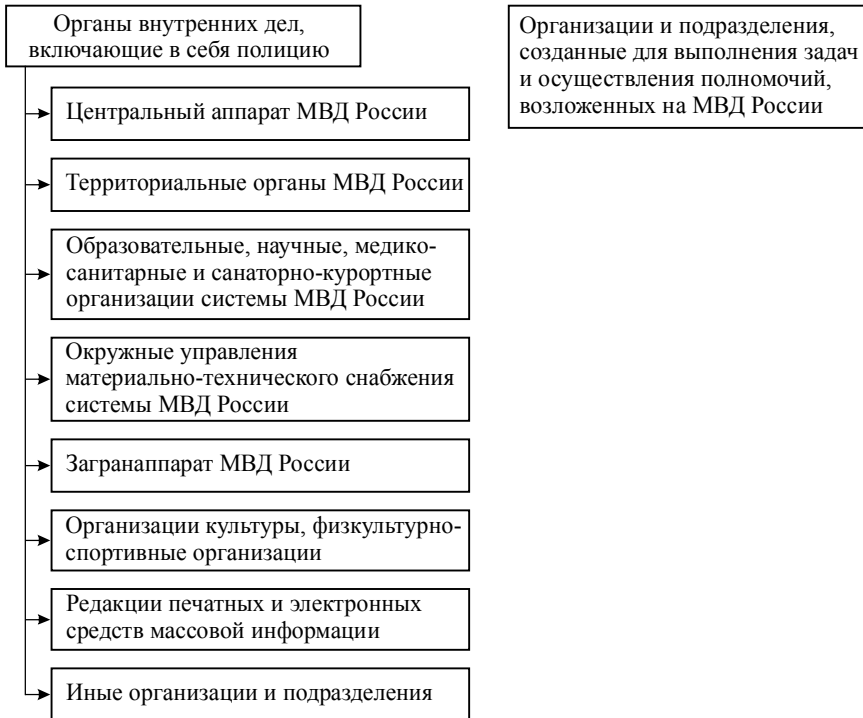 Органы внутренних дел,
включающие в себя полицию
Организации и подразделения,
созданные для выполнения задач
и осуществления полномочий,
возложенных на МВД России
Центральный аппарат МВД России
Территориальные органы МВД России
Образовательные, научные, медико-
санитарные и санаторно-курортные
организации системы МВД России
Окружные управления
материально-технического снабжения
системы МВД России
Загранаппарат МВД России
Организации культуры, физкультурно-
спортивные организации
Редакции печатных и электронных
средств массовой информации
Иные организации и подразделения